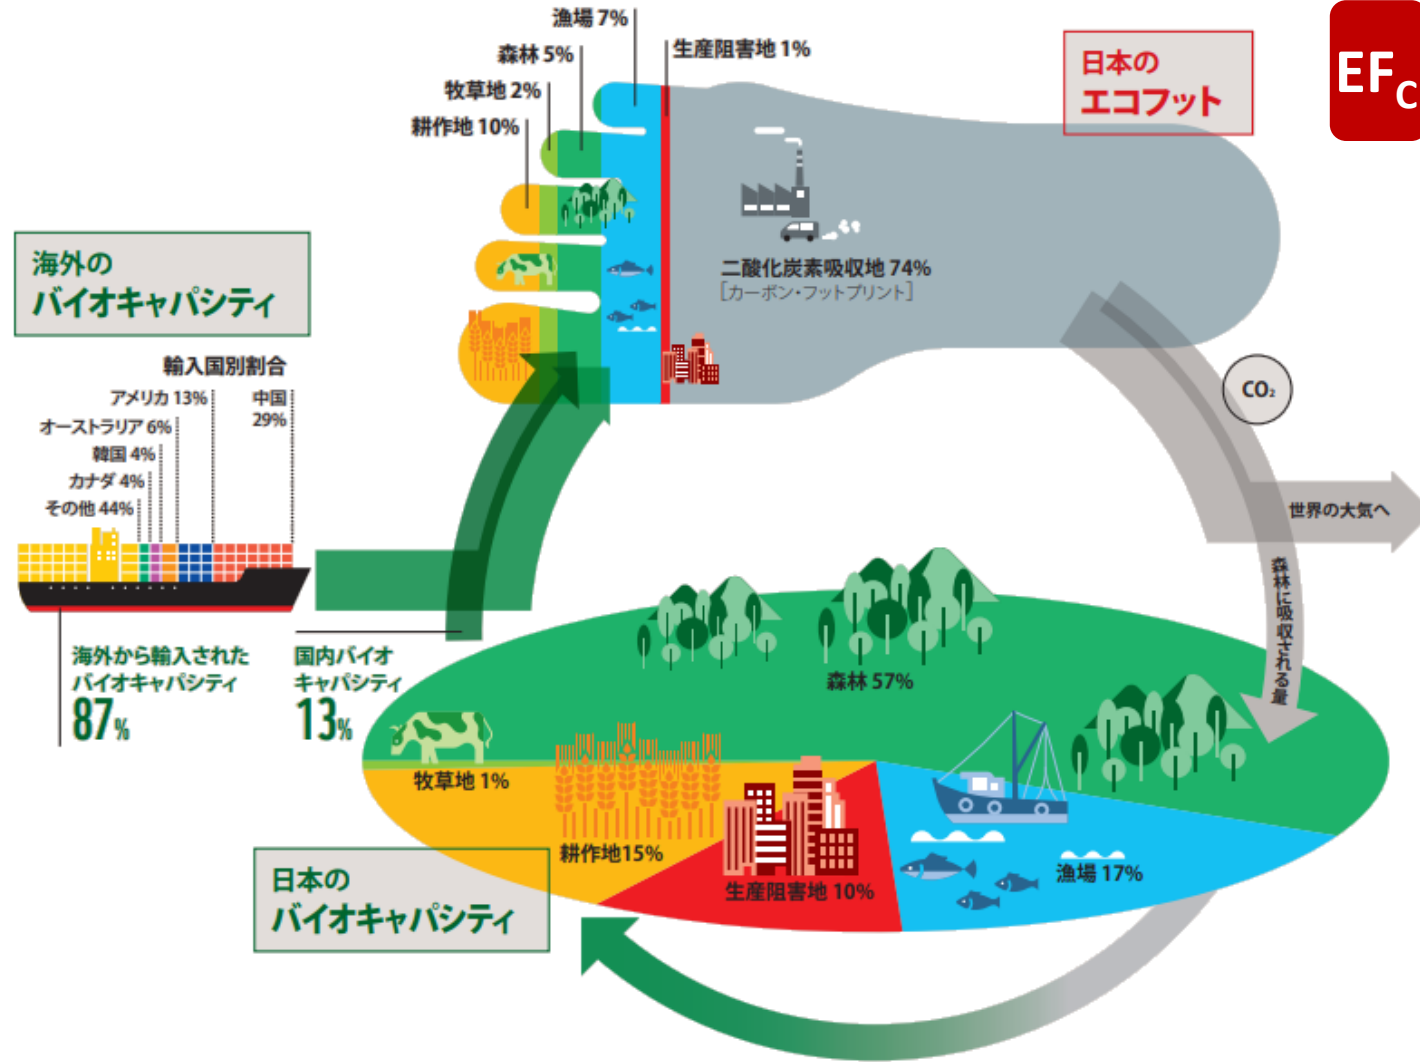 漁場 7%
森林 5%
牧草地 2%
耕作地 10%
生産阻害地 1%
日本の
エコフット
EFc
二酸化炭素吸収地 74%
[カーボン・フットプリント]
海外の
バイオキャパシティ
輸入国別割合
アメリカ 13%
中国
29%
オーストラリア 6%
韓国 4%
カナダ 4%
その他 44%
CO₂
世界の大気へ
森林に吸収される量
海外から輸入された
バイオキャパシティ
87%
国内バイオ
キャパシティ
13%
森林 57%
牧草地 1%
耕作地15%
生産阻害地 10%
漁場 17%
日本の
バイオキャパシティ